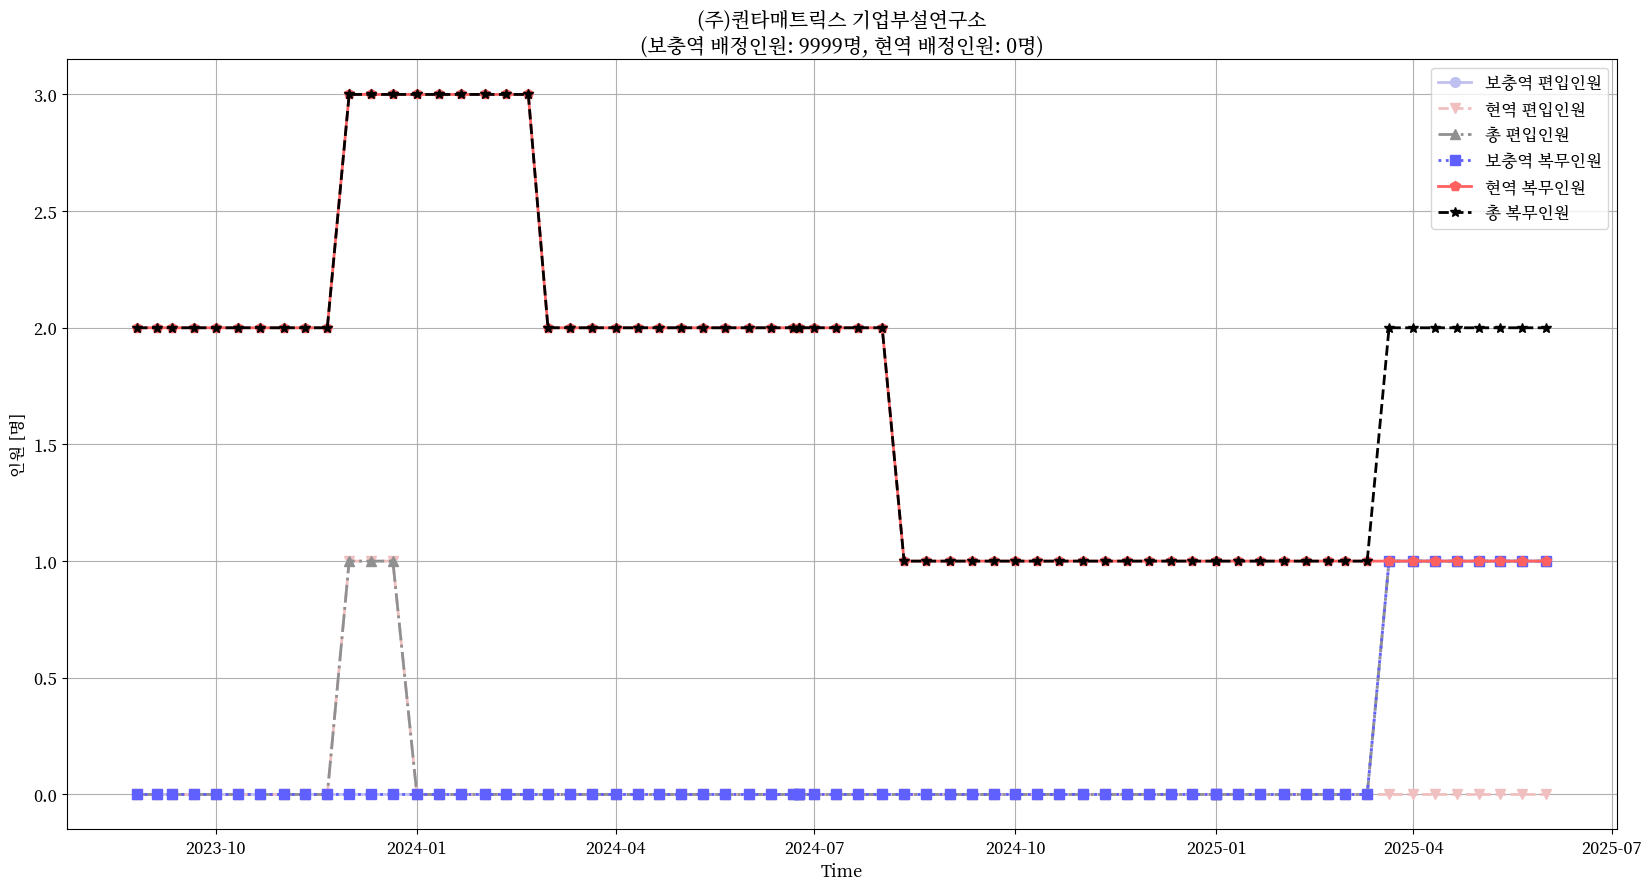 (주)퀀타매트릭스 기업부설연구소
(보충역 배정인원: 9999명, 현역 배정인원: 0명)
보충역 편입인원
현역 편입인원
총 편입인원
보충역 복무인원
현역 복무인원
총 복무인원
인원 [명]
3.0
2.5
2.0
1.5
1.0
0.5
0.0
2023-10
2024-01
2024-04
2024-07
2024-10
2025-01
2025-04
2025-07
Time